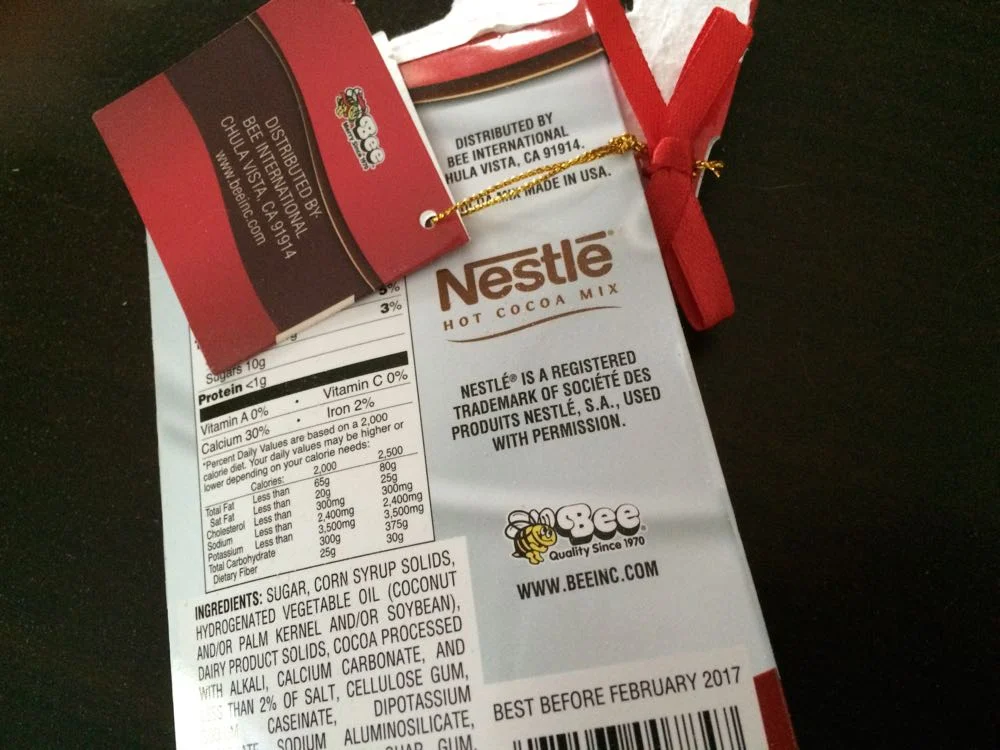 Bee
Quality Since 1970
DISTRIBUTED BY:
BEE INTERNATIONAL
CHULA VISTA, CA 91914
www.beeinc.com
DISTRIBUTED BY
BEE INTERNATIONAL
HULA VISTA, CA 91914.
MIX MADE IN USA.
Nestlé®
HOT COCOA MIX
NESTLÉ® IS A REGISTERED
TRADEMARK OF SOCIÉTÉ DES
PRODUITS NESTLÉ, S.A., USED
WITH PERMISSION.
Bee®
Quality Since 1970
WWW.BEEINC.COM
BEST BEFORE FEBRUARY 2017
5%
3%
Sugars 10g
Protein <1g
Vitamin A 0% • Vitamin C 0%
Calcium 30% • Iron 2%
*Percent Daily Values are based on a 2,000
calorie diet. Your daily values may be higher or
lower depending on your calorie needs:
Calories: 2,000 2,500
Total Fat Less than 65g 80g
Sat Fat Less than 20g 25g
Cholesterol Less than 300mg 300mg
Sodium Less than 2,400mg 2,400mg
Potassium 3,500mg 3,500mg
Total Carbohydrate 300g 375g
Dietary Fiber 25g 30g
INGREDIENTS: SUGAR, CORN SYRUP SOLIDS,
HYDROGENATED VEGETABLE OIL (COCONUT
AND/OR PALM KERNEL AND/OR SOYBEAN),
DAIRY PRODUCT SOLIDS, COCOA PROCESSED
WITH ALKALI, CALCIUM CARBONATE, AND
THAN 2% OF SALT, CELLULOSE GUM,
CASEINATE, DIPOTASSIUM
SODIUM ALUMINOSILICATE,
GUM,